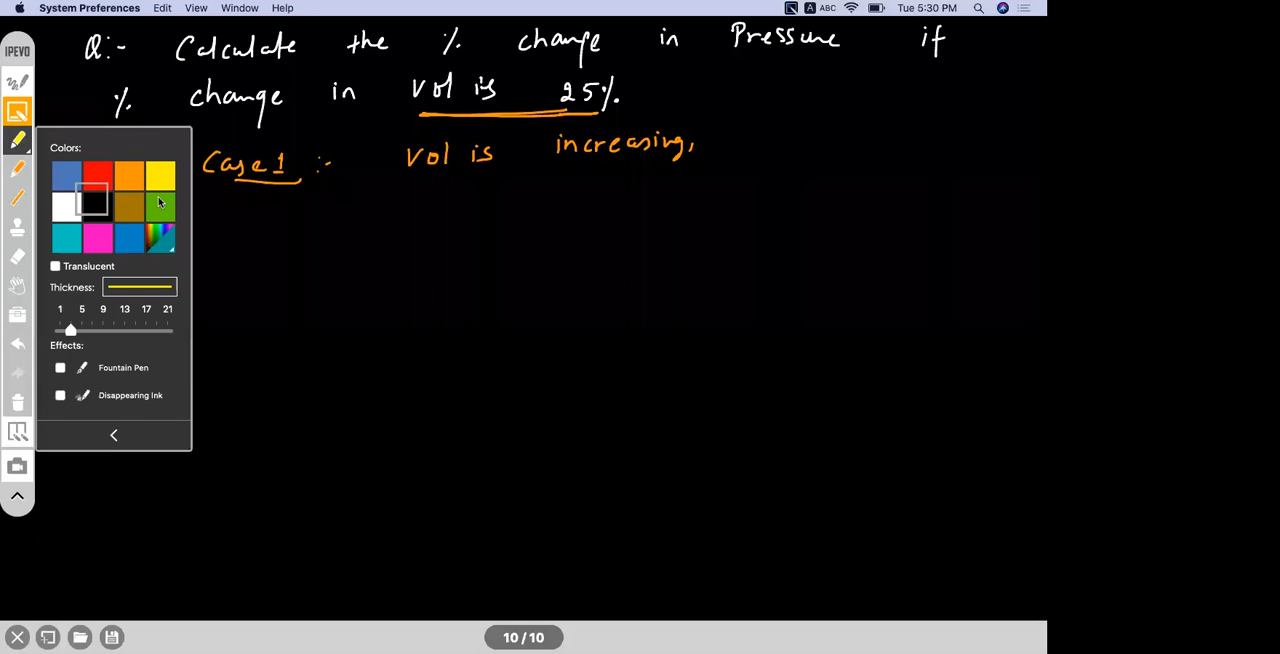 System Preferences Edit View Window Help A ABC Tue 5:30 PM
IPEVO
Q:- Calculate the % change in Pressure if
% change in Vol is 25%.
Case 1 :- Vol is increasing,
Colors:
Translucent
Thickness:
1 5 9 13 17 21
Effects:
Fountain Pen
Disappearing Ink
10/10